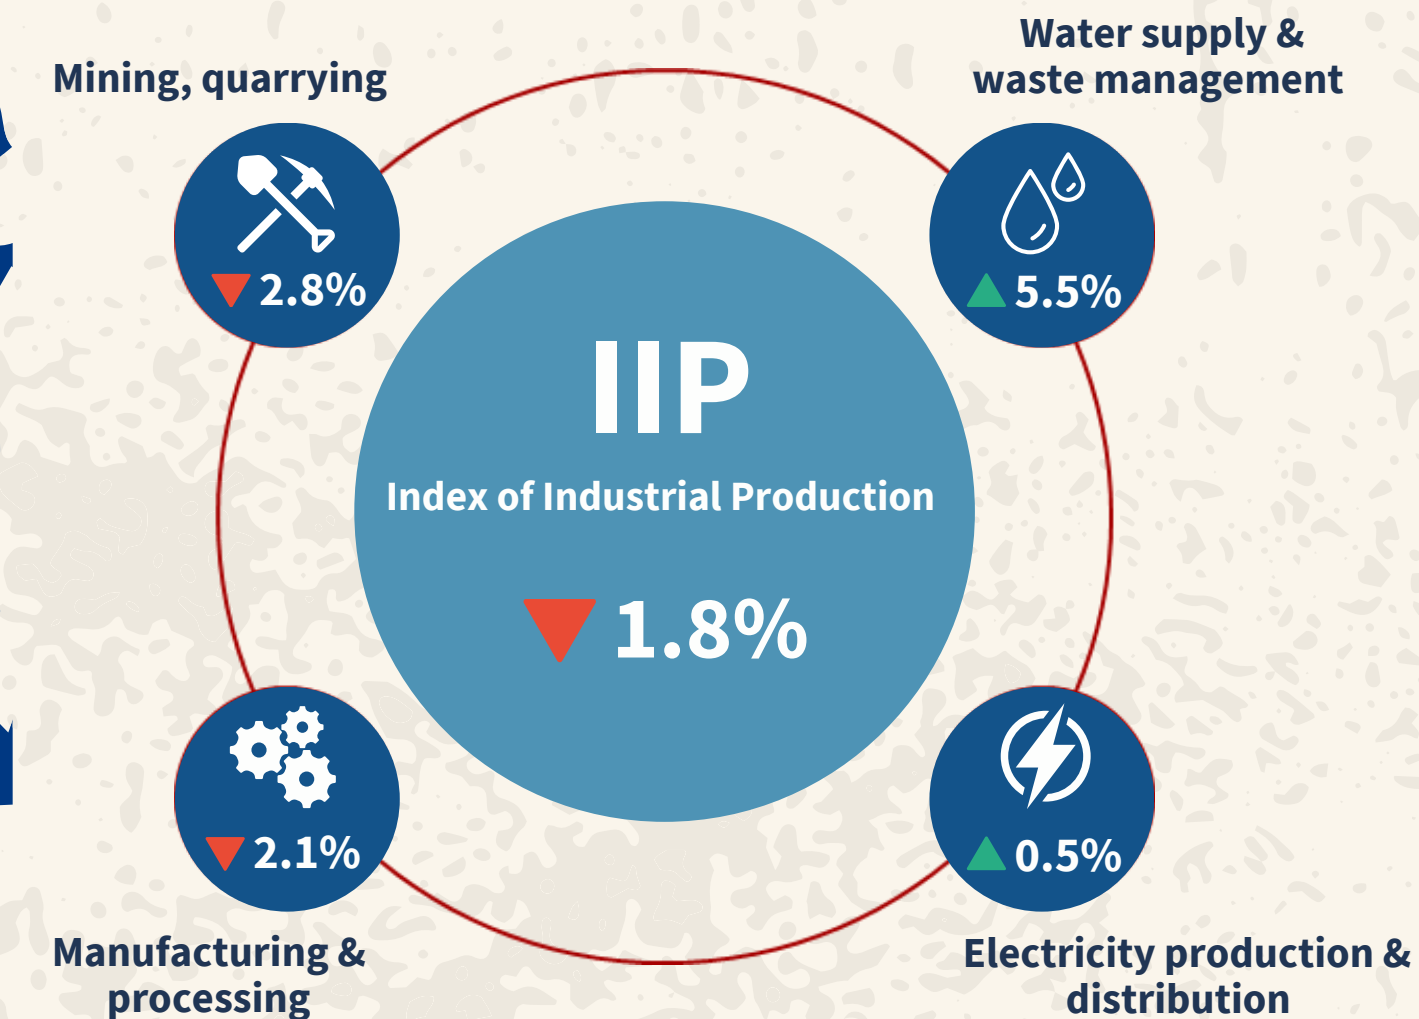 Water supply &
waste management
Mining, quarrying
2.8%
5.5%
IIP
Index of Industrial Production
1.8%
2.1%
0.5%
Manufacturing &
processing
Electricity production &
distribution